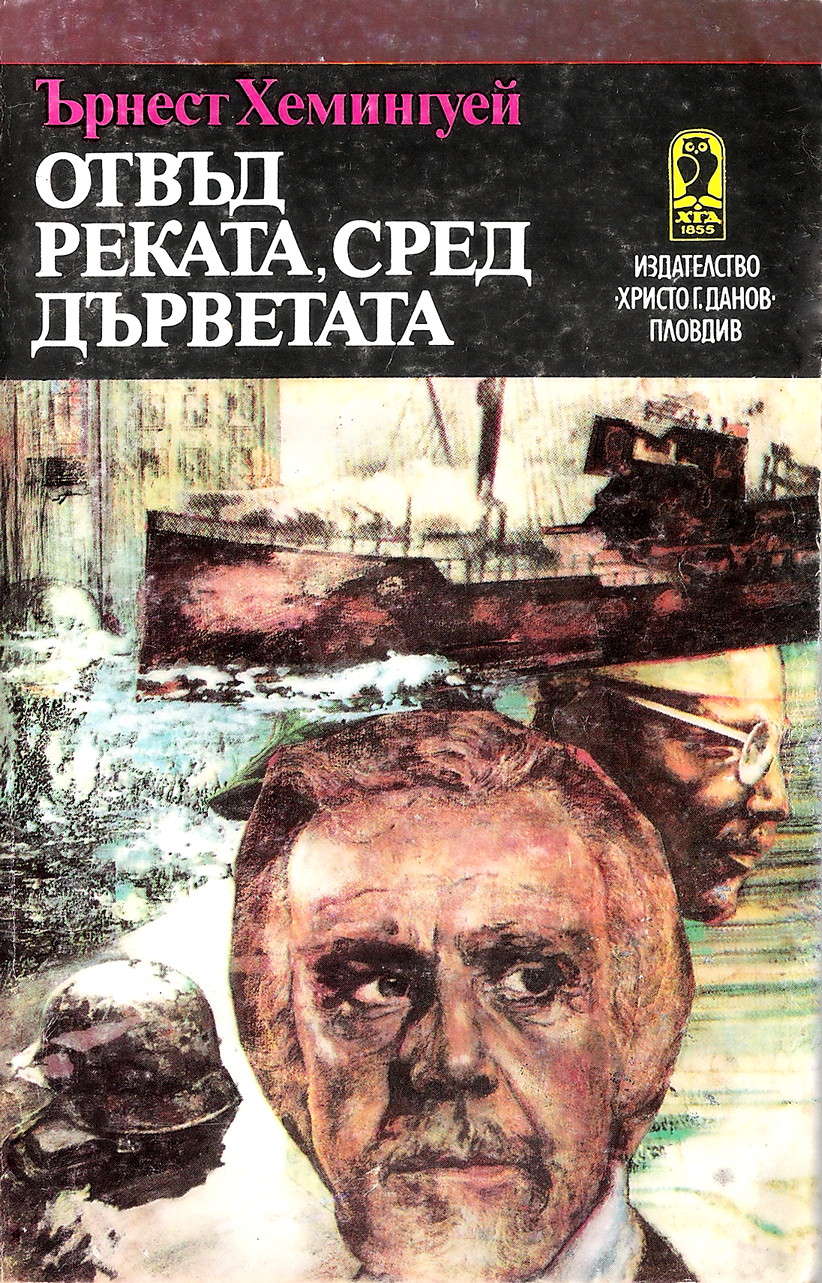 Ърнест Хемингуей
ОТВЪД
РЕКАТА, СРЕД
ДЪРВЕТАТА
ХГД
1855
ИЗДАТЕЛСТВО
·ХРИСТО Г. ДАНОВ·
ПЛОВДИВ